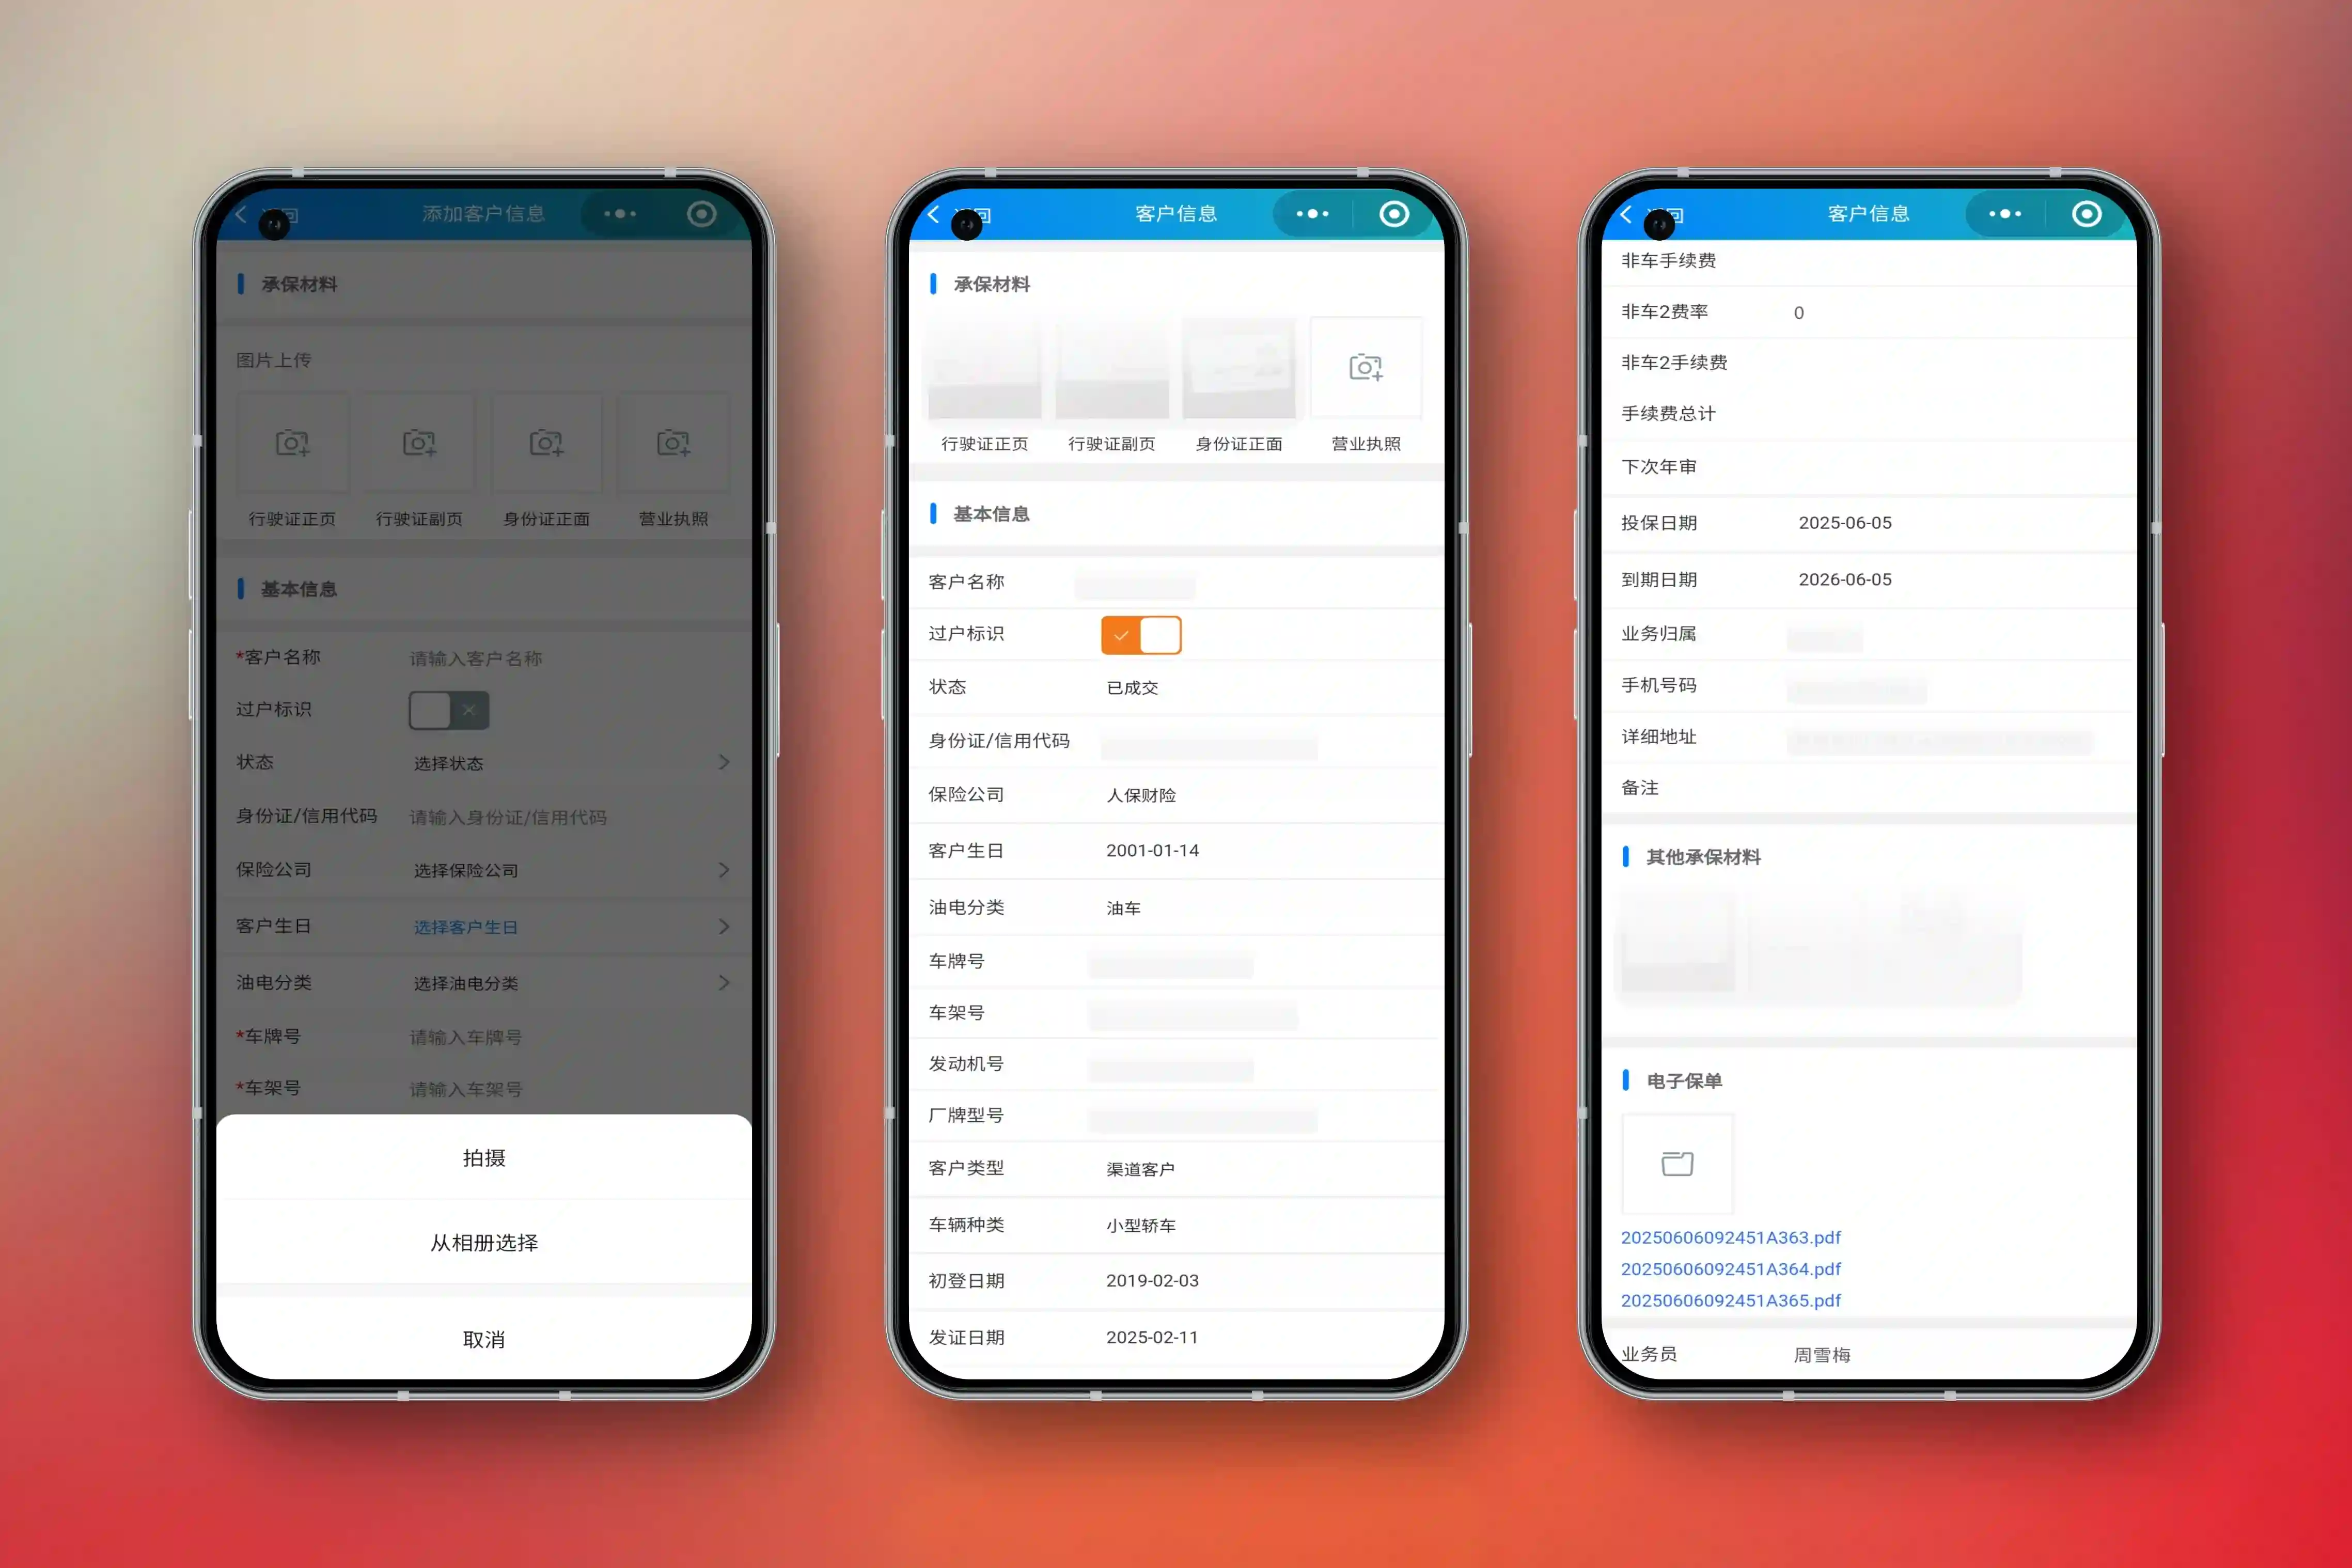 添加客户信息
承保材料
图片上传
行驶证正页 行驶证副页 身份证正面 营业执照
基本信息
*客户名称 请输入客户名称
过户标识
状态 选择状态
身份证/信用代码 请输入身份证/信用代码
保险公司 选择保险公司
客户生日 选择客户生日
油电分类 选择油电分类
*车牌号 请输入车牌号
*车架号 请输入车架号
拍摄
从相册选择
取消
客户信息
承保材料
行驶证正页 行驶证副页 身份证正面 营业执照
基本信息
客户名称
过户标识
状态 已成交
身份证/信用代码
保险公司 人保财险
客户生日 2001-01-14
油电分类 油车
车牌号
车架号
发动机号
厂牌型号
客户类型 渠道客户
车辆种类 小型轿车
初登日期 2019-02-03
发证日期 2025-02-11
客户信息
非车手续费
非车2费率 0
非车2手续费
手续费总计
下次年审
投保日期 2025-06-05
到期日期 2026-06-05
业务归属
手机号码
详细地址
备注
其他承保材料
电子保单
20250606092451A363.pdf
20250606092451A364.pdf
20250606092451A365.pdf
业务员 周雪梅